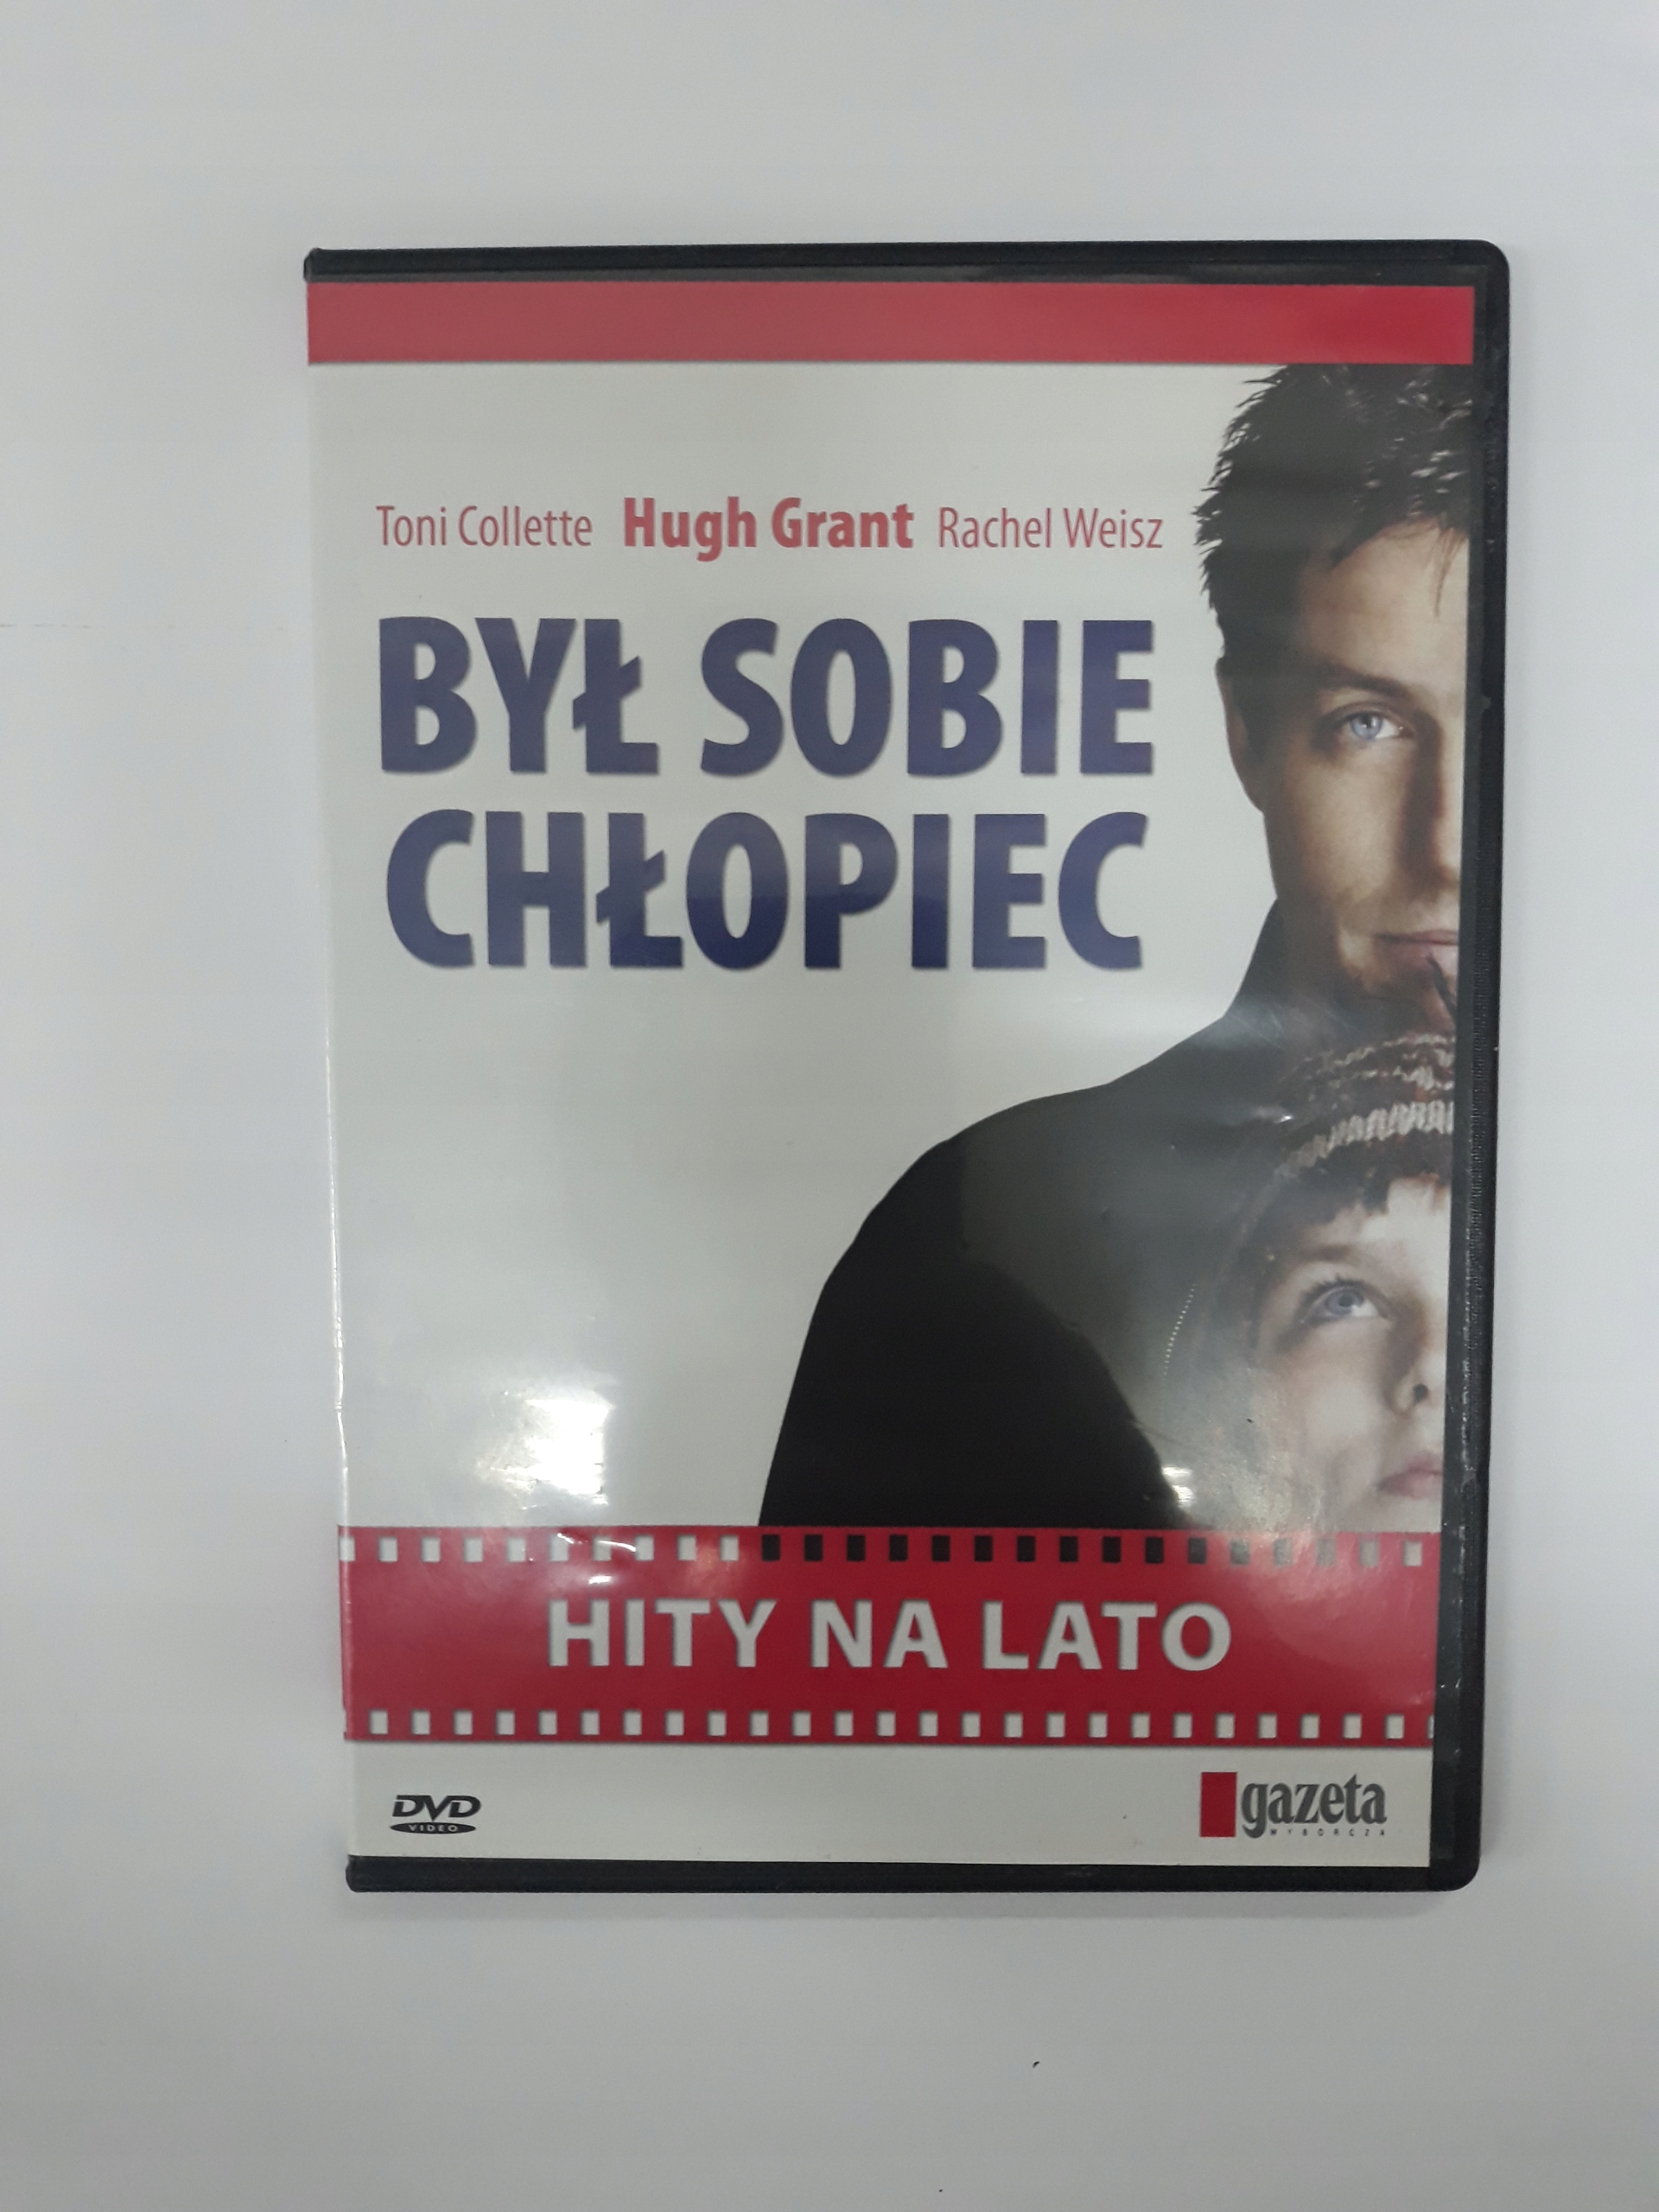 Toni Collette Hugh Grant Rachel Weisz
BYŁ SOBIE
CHŁOPIEC
HITY NA LATO
DVD
VIDEO
gazeta
WYBORCZA